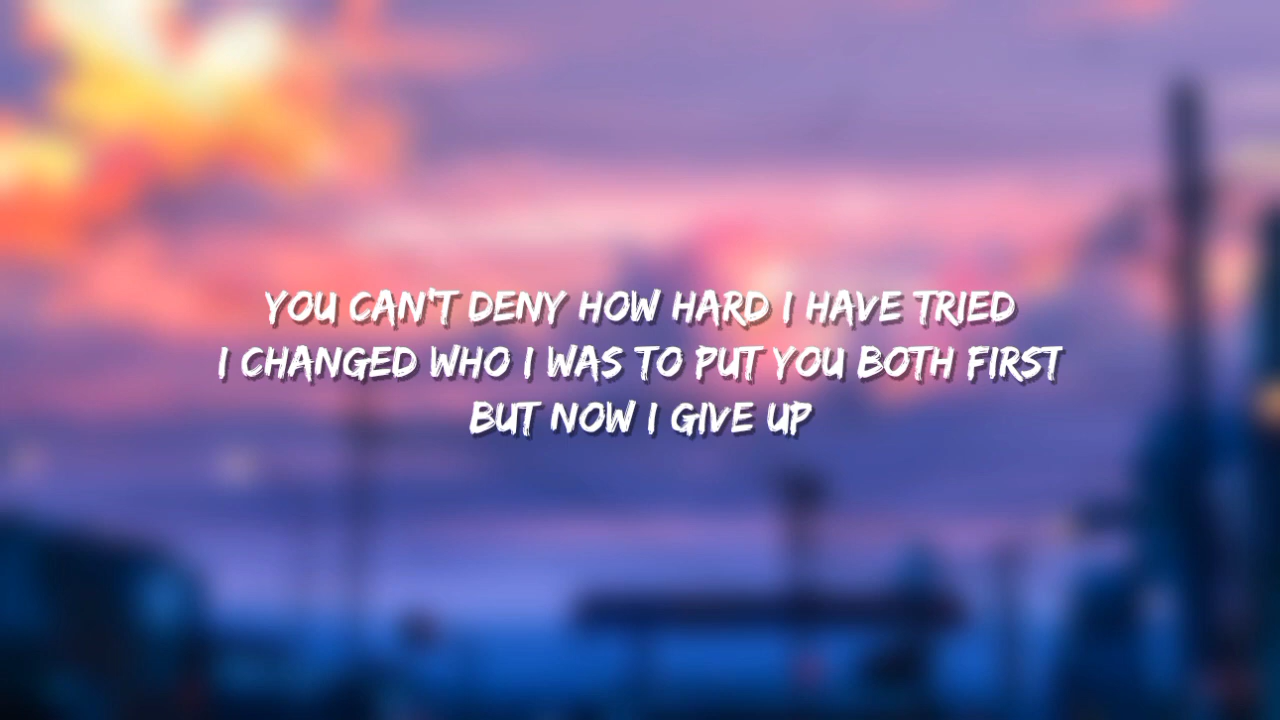 YOU CAN'T DENY HOW HARD I HAVE TRIED
I CHANGED WHO I WAS TO PUT YOU BOTH FIRST
BUT NOW I GIVE UP